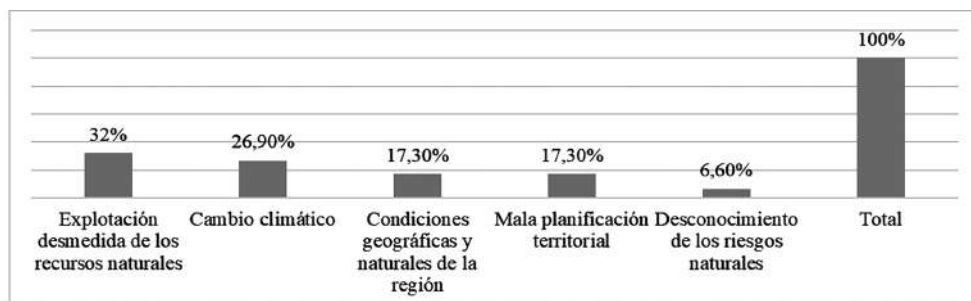 100%
32%
26,90%
17,30%
17,30%
6,60%
Explotación
desmedida de los
recursos naturales
Cambio climático
Condiciones
geográficas y
naturales de la
región
Mala planificación
territorial
Desconocimiento
de los riesgos
naturales
Total